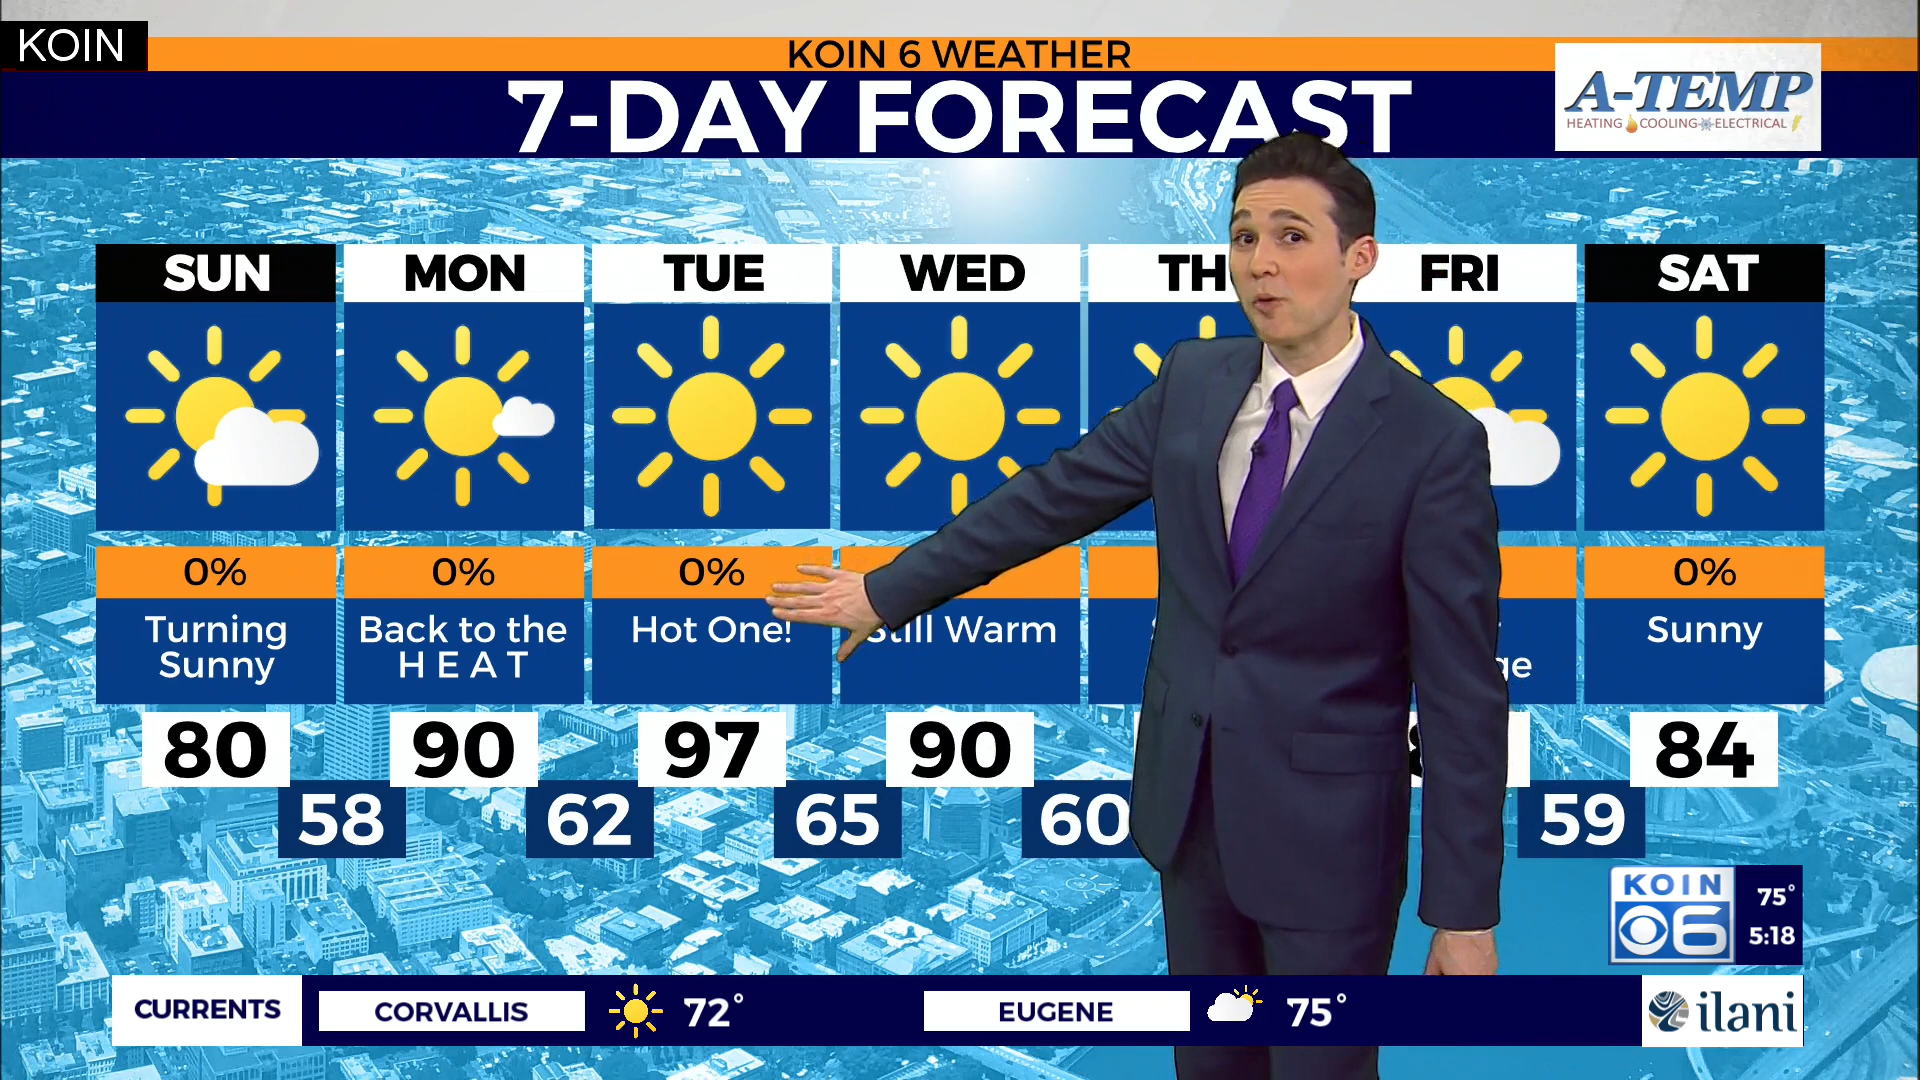 KOIN
KOIN 6 WEATHER
7-DAY FORECAST
A-TEMP
HEATING COOLING ELECTRICAL
SUN
MON
TUE
WED
FRI
SAT
0%
0%
0%
0%
Turning
Sunny
Back to the
H E A T
Hot One!
Still Warm
Sunny
80
90
97
90
84
58
62
65
60
59
KOIN
6
75°
5:18
CURRENTS
CORVALLIS
72°
EUGENE
75°
ilani